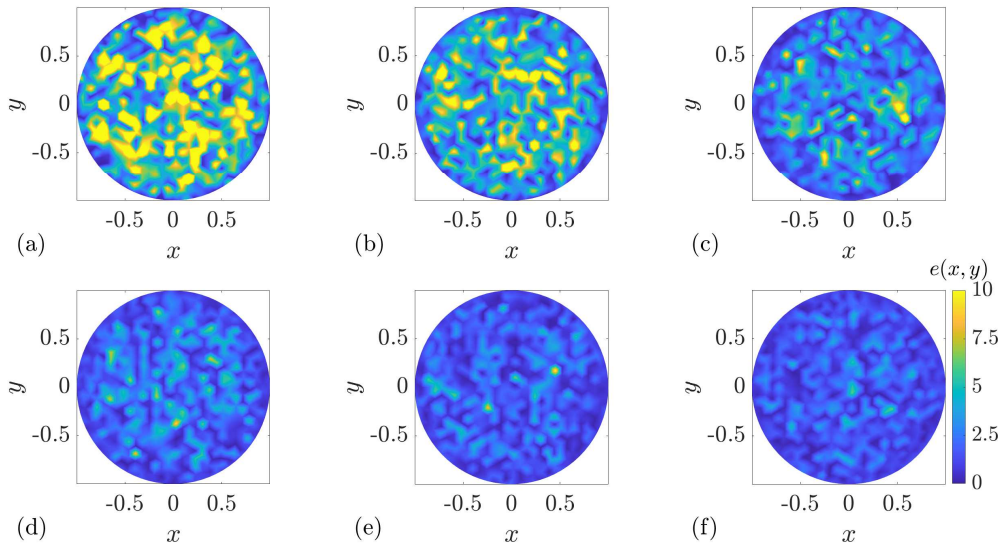 0.5 0.5 0.5
y 0 y 0 y 0
-0.5 -0.5 -0.5
-0.5 0 0.5 -0.5 0 0.5 -0.5 0 0.5
(a) x (b) x (c) x
e(x, y)
10
0.5 0.5 0.5 7.5
y 0 y 0 y 0 5
-0.5 -0.5 -0.5 2.5
0
-0.5 0 0.5 -0.5 0 0.5 -0.5 0 0.5
(d) x (e) x (f) x